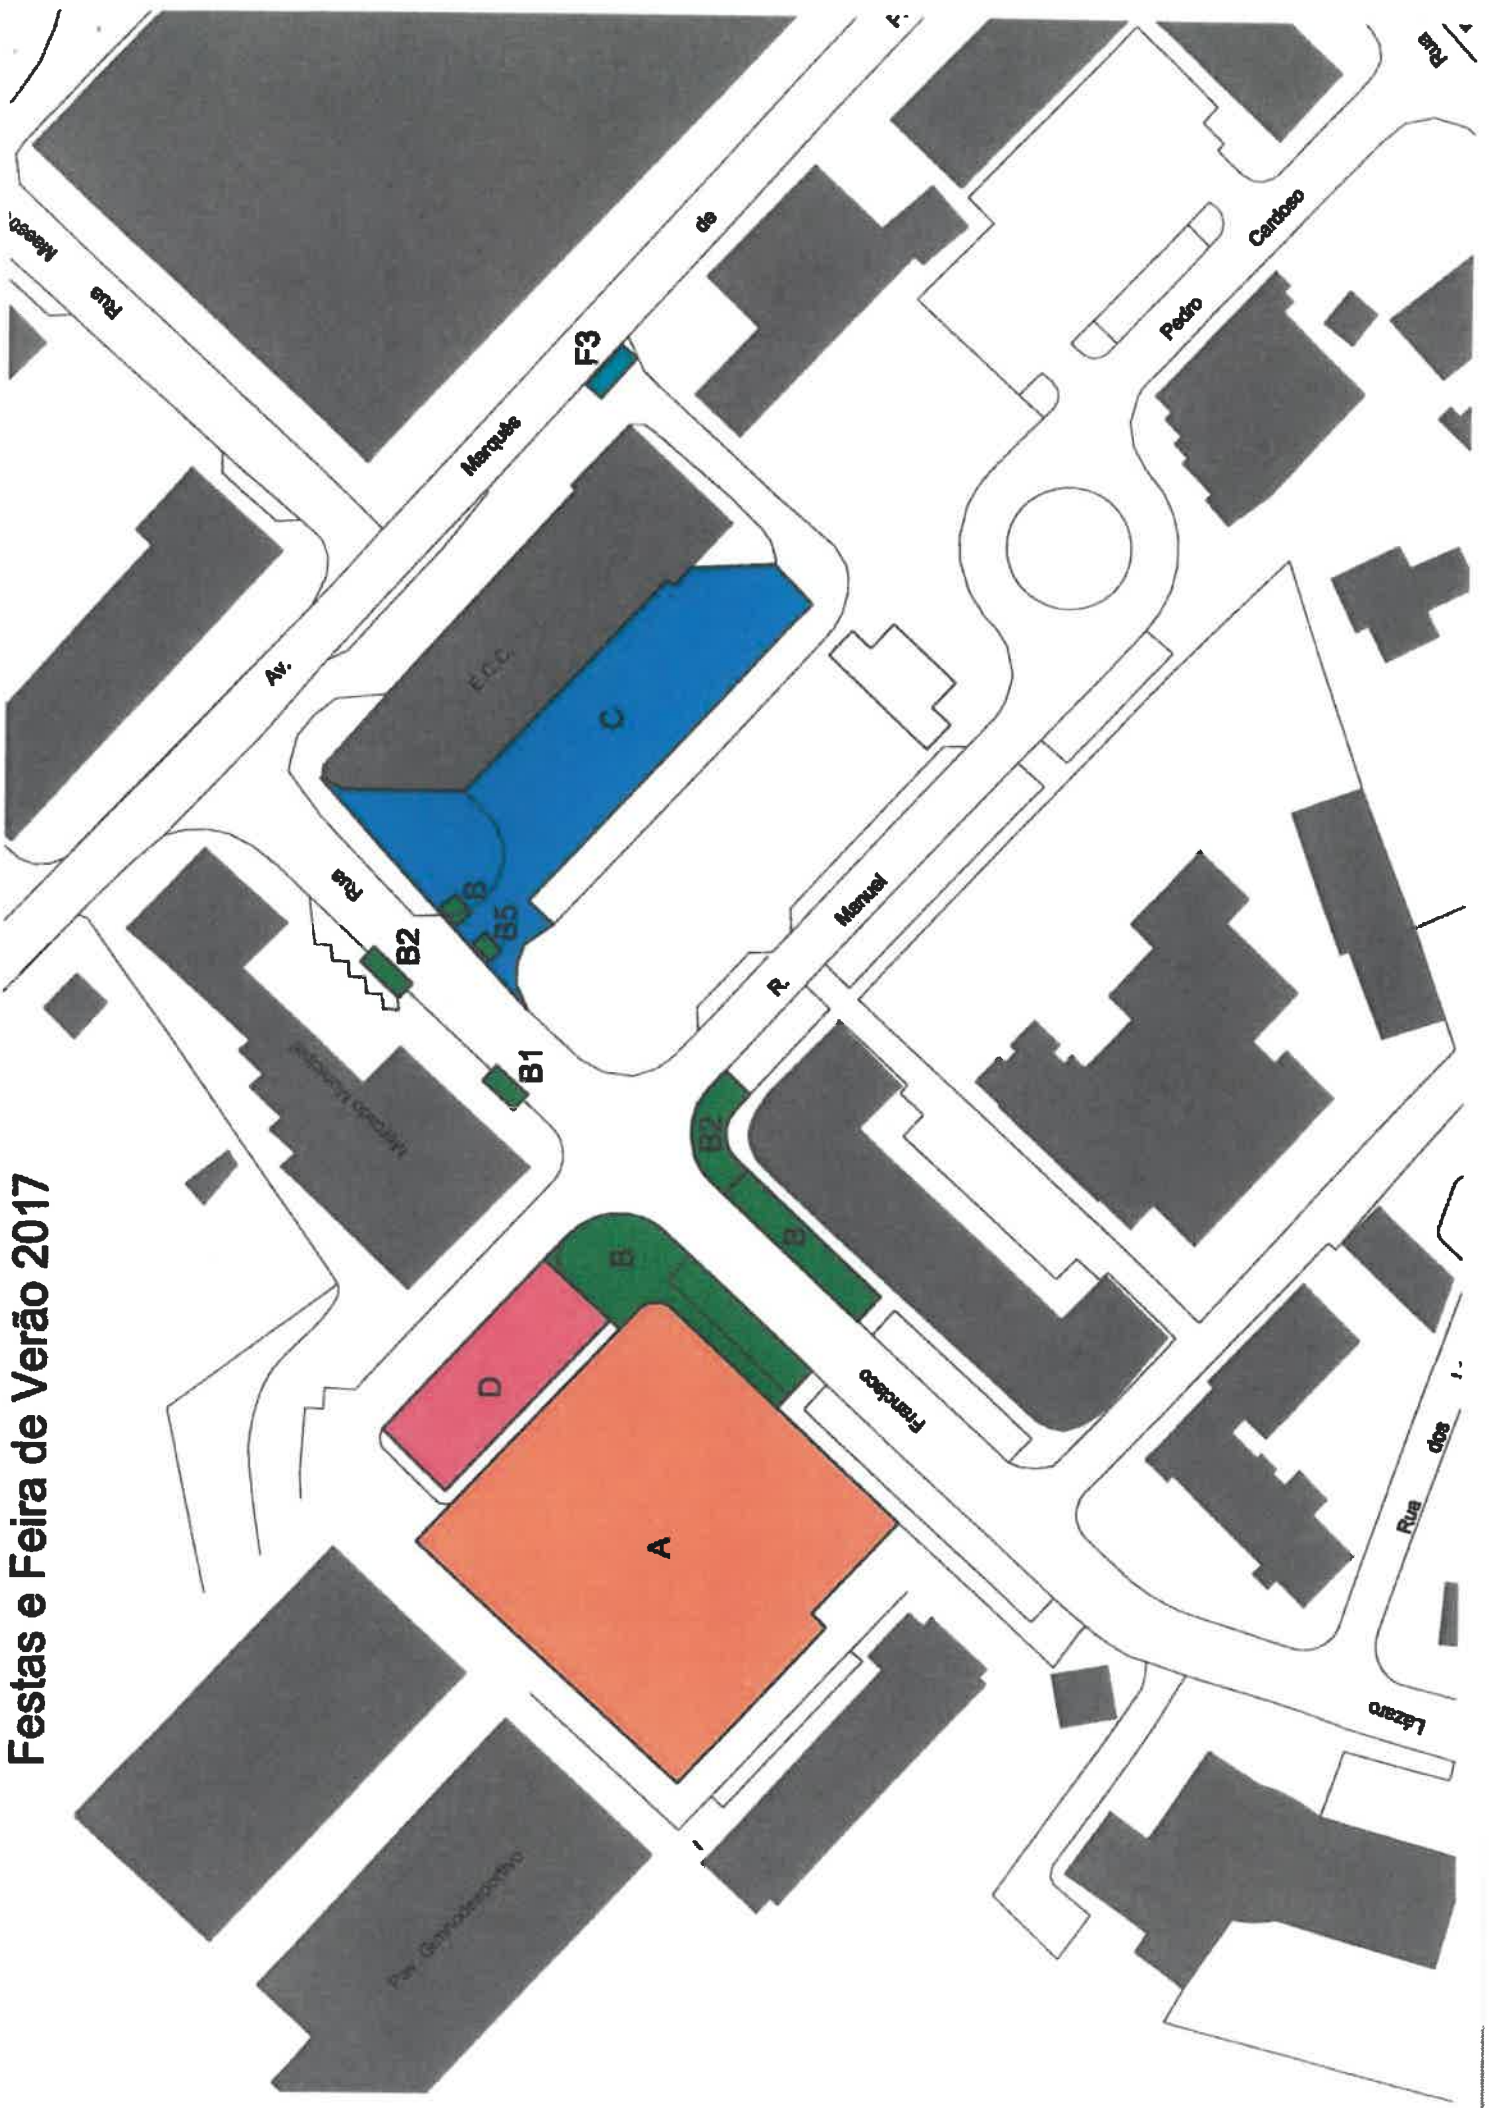 Festas e Feira de Verão 2017
Rua
Av.
Marquês
de
F3
E.C.C.
C
Rua
B
B5
B2
B1
Mercado Municipal
B2
B
B
D
A
R.
Manuel
Pedro
Cardoso
Rua
Francisco
Lázaro
Rua
dos
Pav. Gimnodesportivo